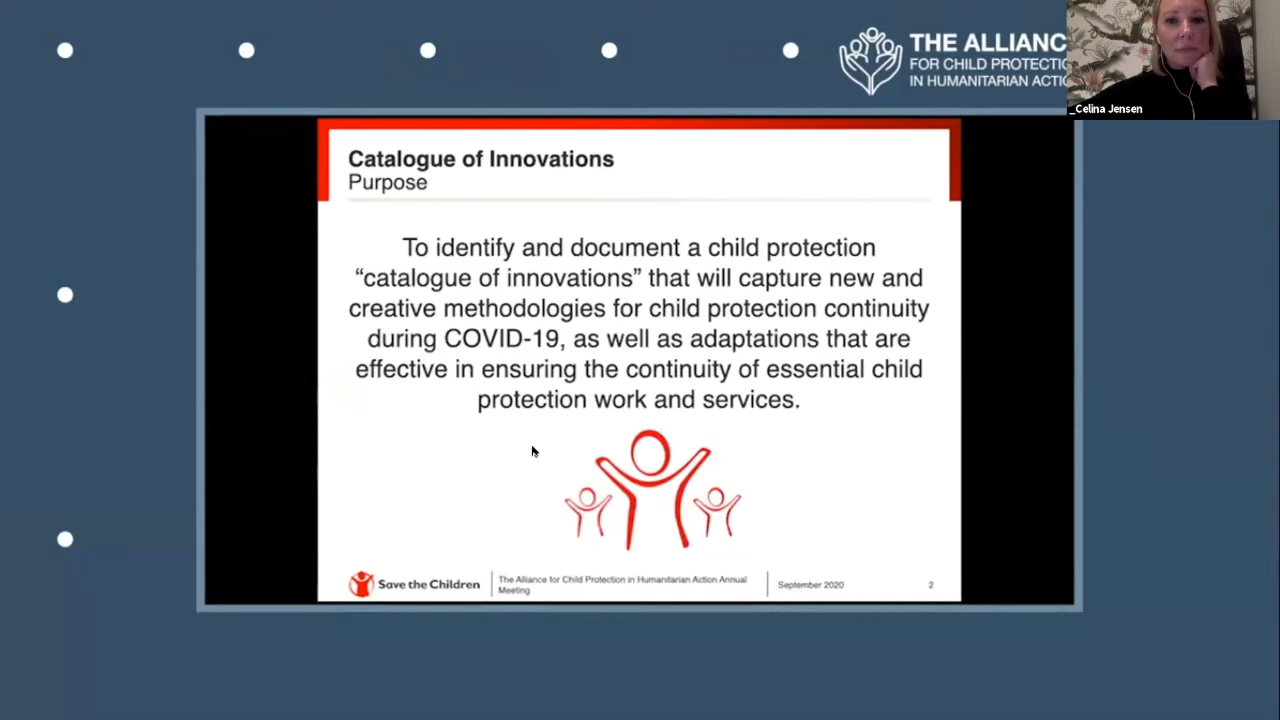 THE ALLIANC
FOR CHILD PROTECTIO
IN HUMANITARIAN ACTIO
_Celina Jensen
Catalogue of Innovations
Purpose
To identify and document a child protection
“catalogue of innovations” that will capture new and
creative methodologies for child protection continuity
during COVID-19, as well as adaptations that are
effective in ensuring the continuity of essential child
protection work and services.
Save the Children
The Alliance for Child Protection in Humanitarian Action Annual
Meeting
September 2020
2